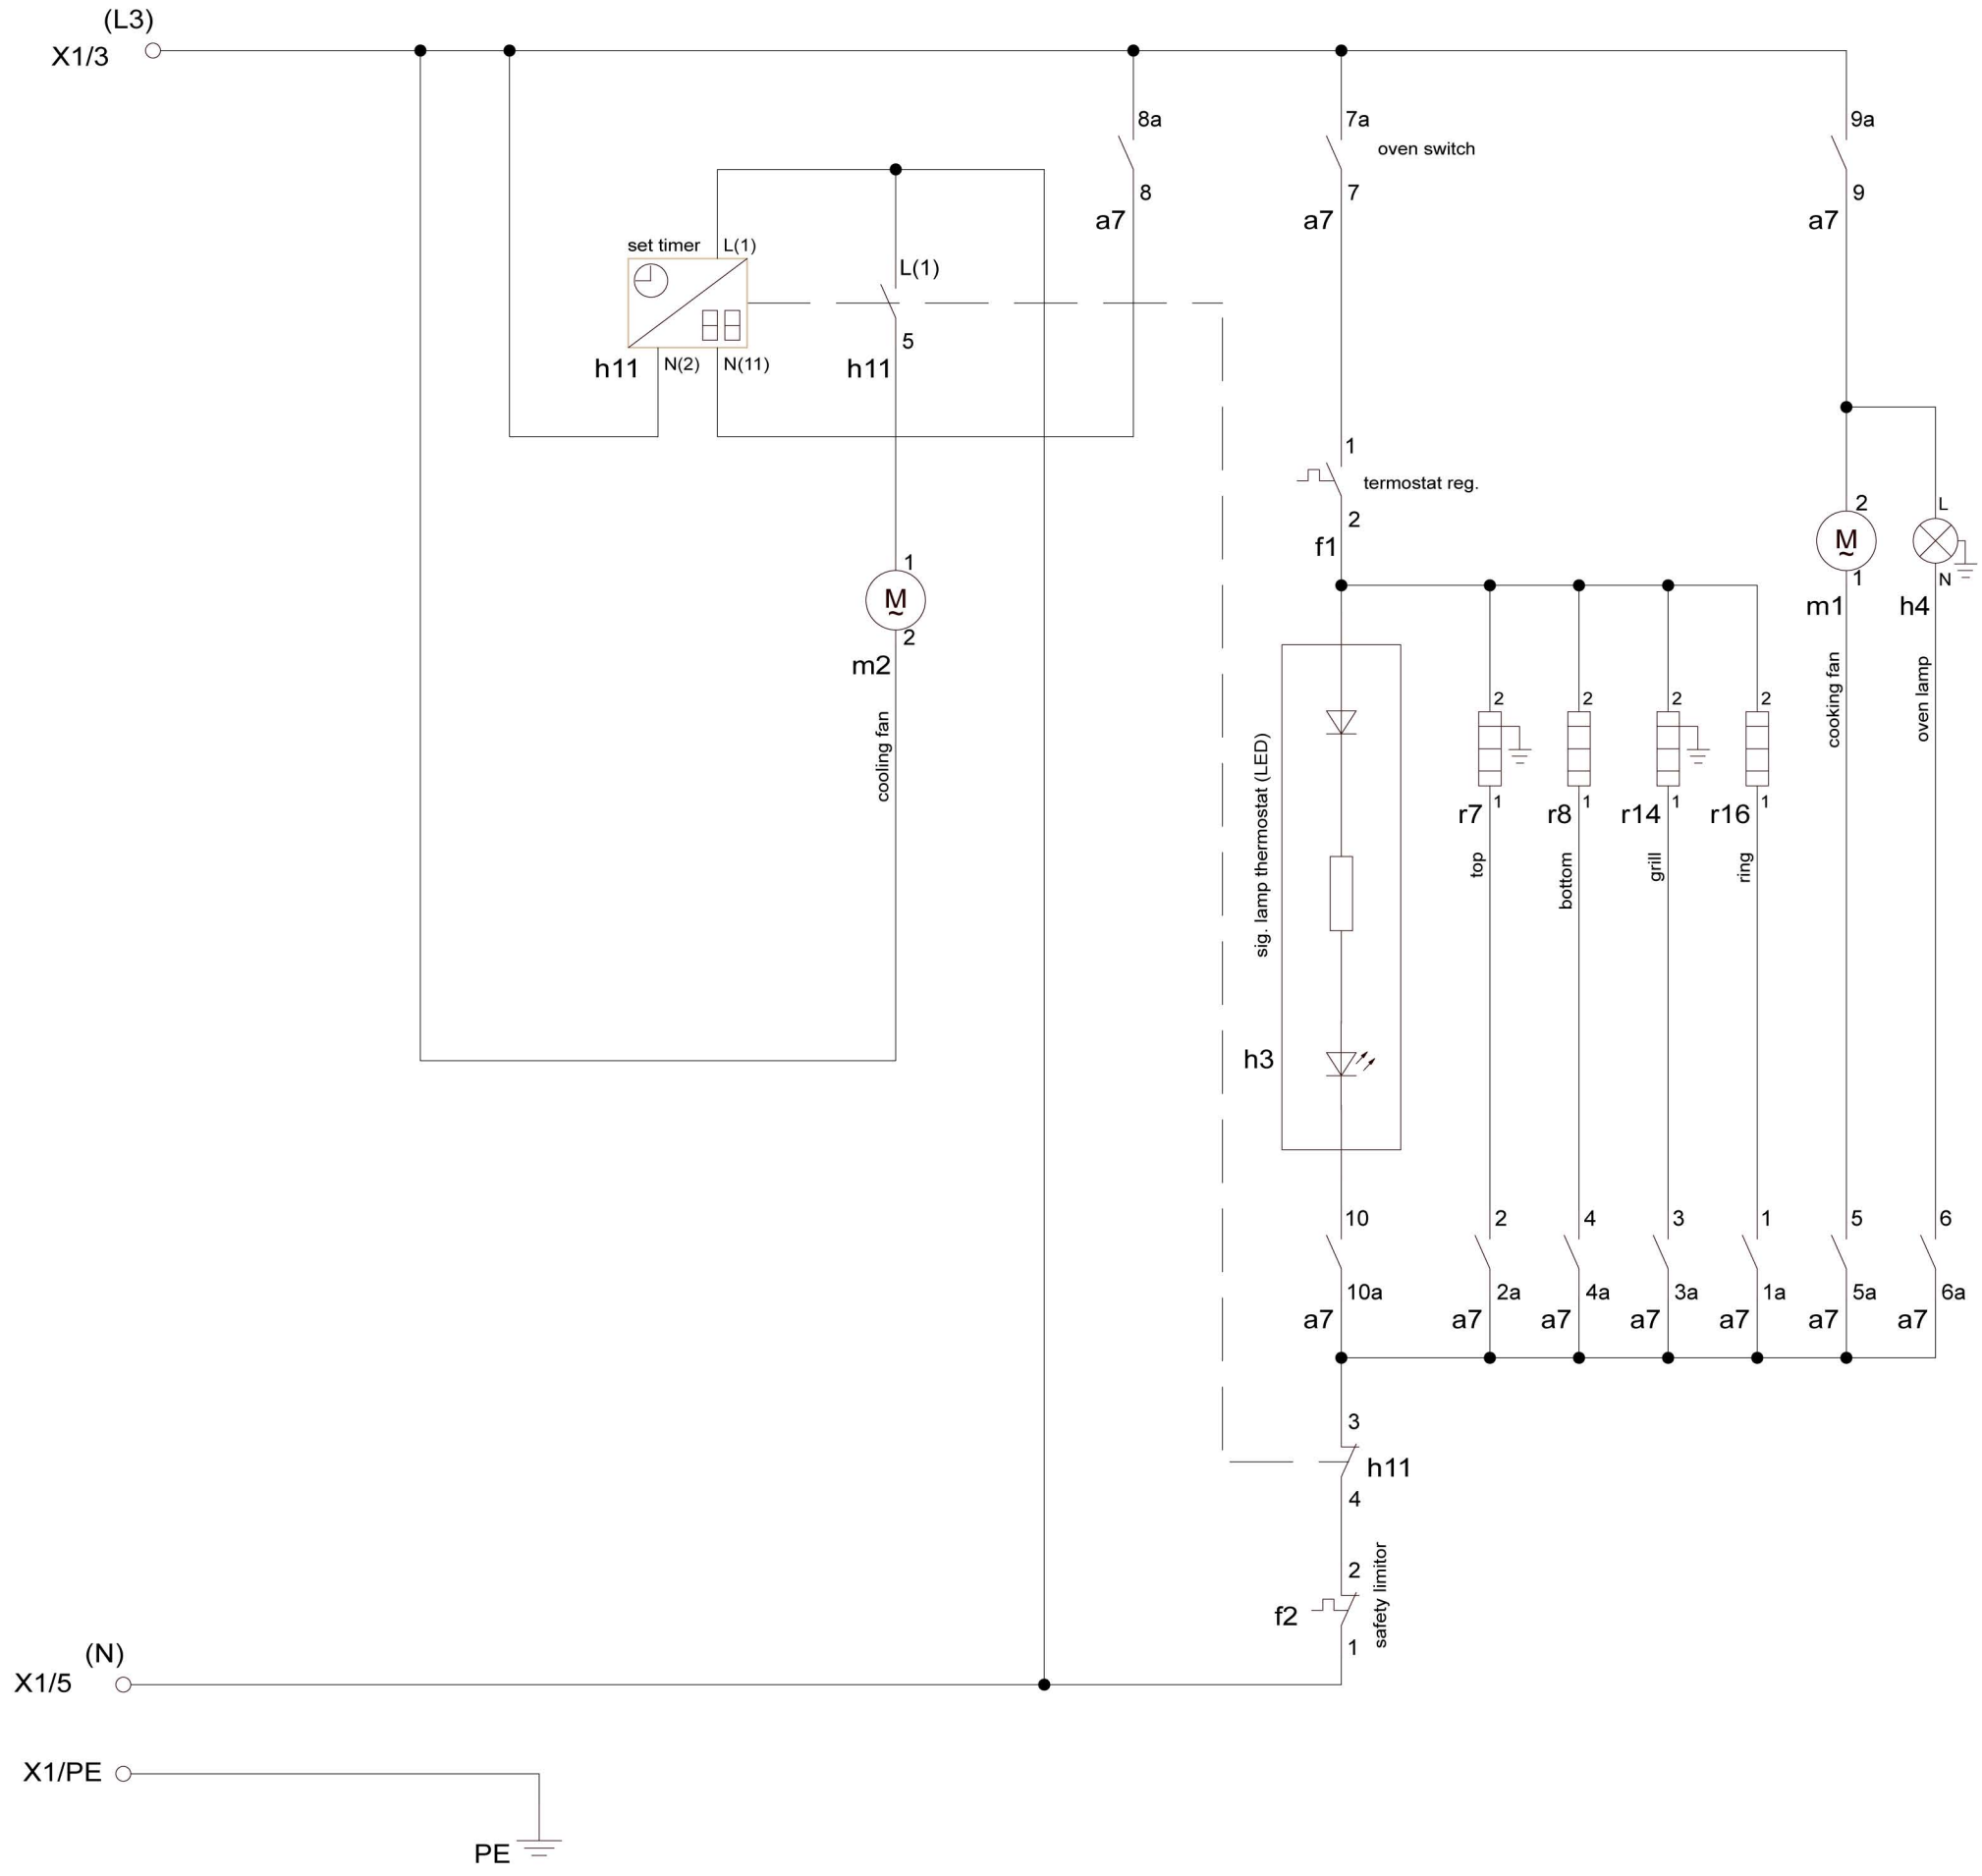 (L3)
X1/3
8a
7a
9a
oven switch
8
7
9
a7
a7
a7
set timer
L(1)
L(1)
5
h11
N(2)
N(11)
h11
1
termostat reg.
2
f1
2
L
M
~
1
N
m1
h4
1
M
~
2
m2
cooling fan
cooking fan
oven lamp
sig. lamp thermostat (LED)
h3
2
2
2
2
1
1
1
1
r7
r8
r14
r16
top
bottom
grill
ring
10
2
4
3
1
5
6
10a
2a
4a
3a
1a
5a
6a
a7
a7
a7
a7
a7
a7
a7
3
h11
4
2
f2
safety limitor
1
(N)
X1/5
X1/PE
PE